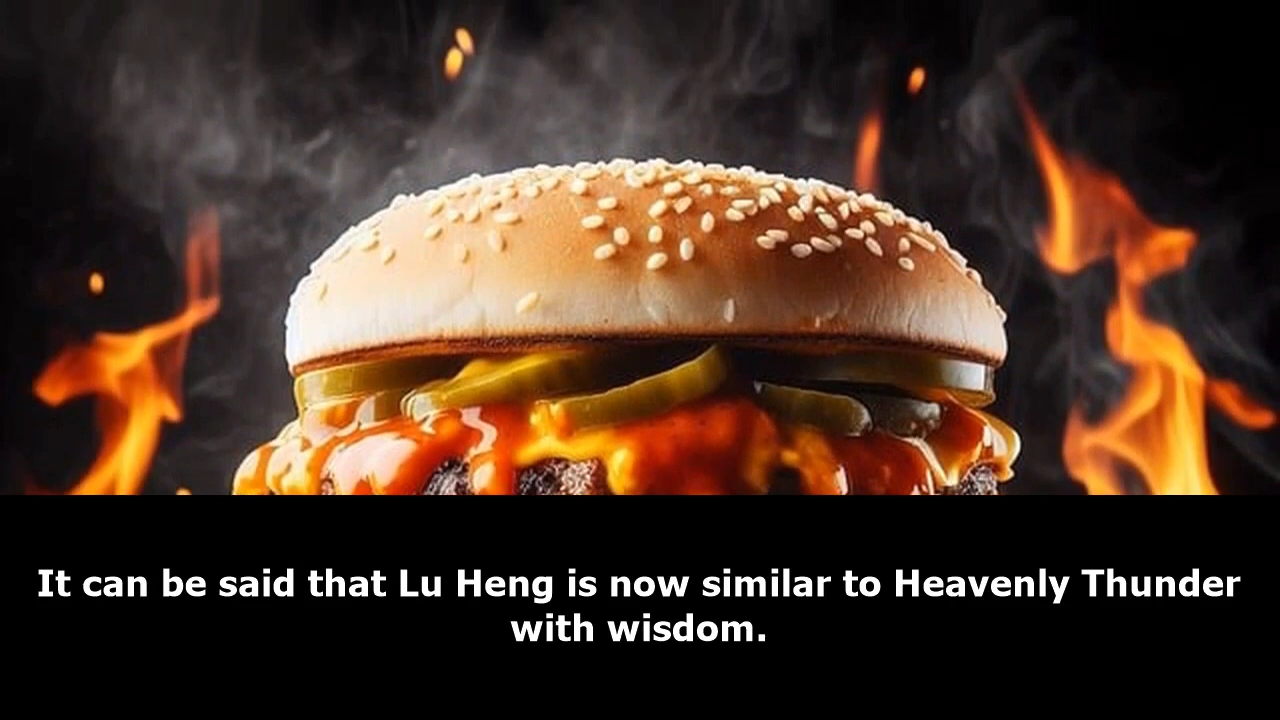 It can be said that Lu Heng is now similar to Heavenly Thunder
with wisdom.